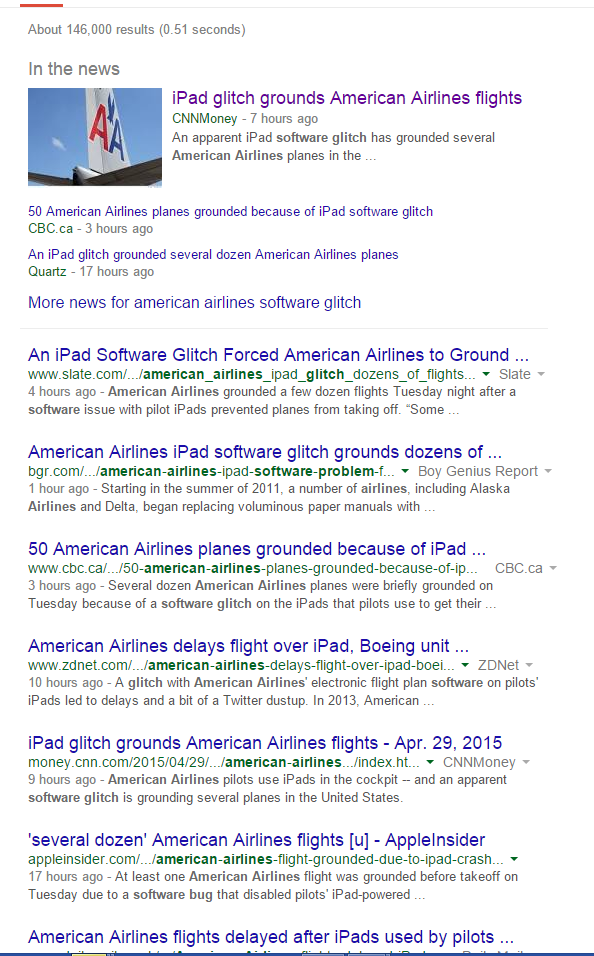 About 146,000 results (0.51 seconds)
In the news
iPad glitch grounds American Airlines flights
CNNMoney - 7 hours ago
An apparent iPad software glitch has grounded several
American Airlines planes in the ...
50 American Airlines planes grounded because of iPad software glitch
CBC.ca - 3 hours ago
An iPad glitch grounded several dozen American Airlines planes
Quartz - 17 hours ago
More news for american airlines software glitch
An iPad Software Glitch Forced American Airlines to Ground ...
www.slate.com/.../american_airlines_ipad_glitch_dozens_of_flights... Slate
4 hours ago - American Airlines grounded a few dozen flights Tuesday night after a
software issue with pilot iPads prevented planes from taking off. “Some ...
American Airlines iPad software glitch grounds dozens of ...
bgr.com/.../american-airlines-ipad-software-problem-f... Boy Genius Report
1 hour ago - Starting in the summer of 2011, a number of airlines, including Alaska
Airlines and Delta, began replacing voluminous paper manuals with ...
50 American Airlines planes grounded because of iPad ...
www.cbc.ca/.../50-american-airlines-planes-grounded-because-of-ip... CBC.ca
3 hours ago - Several dozen American Airlines planes were briefly grounded on
Tuesday because of a software glitch on the iPads that pilots use to get their ...
American Airlines delays flight over iPad, Boeing unit ...
www.zdnet.com/.../american-airlines-delays-flight-over-ipad-boei... ZDNet
10 hours ago - A glitch with American Airlines' electronic flight plan software on pilots'
iPads led to delays and a bit of a Twitter dustup. In 2013, American ...
iPad glitch grounds American Airlines flights - Apr. 29, 2015
money.cnn.com/2015/04/29/.../american-airlines.../index.ht... CNNMoney
9 hours ago - American Airlines pilots use iPads in the cockpit -- and an apparent
software glitch is grounding several planes in the United States.
'several dozen' American Airlines flights [u] - AppleInsider
appleinsider.com/.../american-airlines-flight-grounded-due-to-ipad-crash...
17 hours ago - At least one American Airlines flight was grounded before takeoff on
Tuesday due to a software bug that disabled pilots' iPad-powered ...
American Airlines flights delayed after iPads used by pilots ...